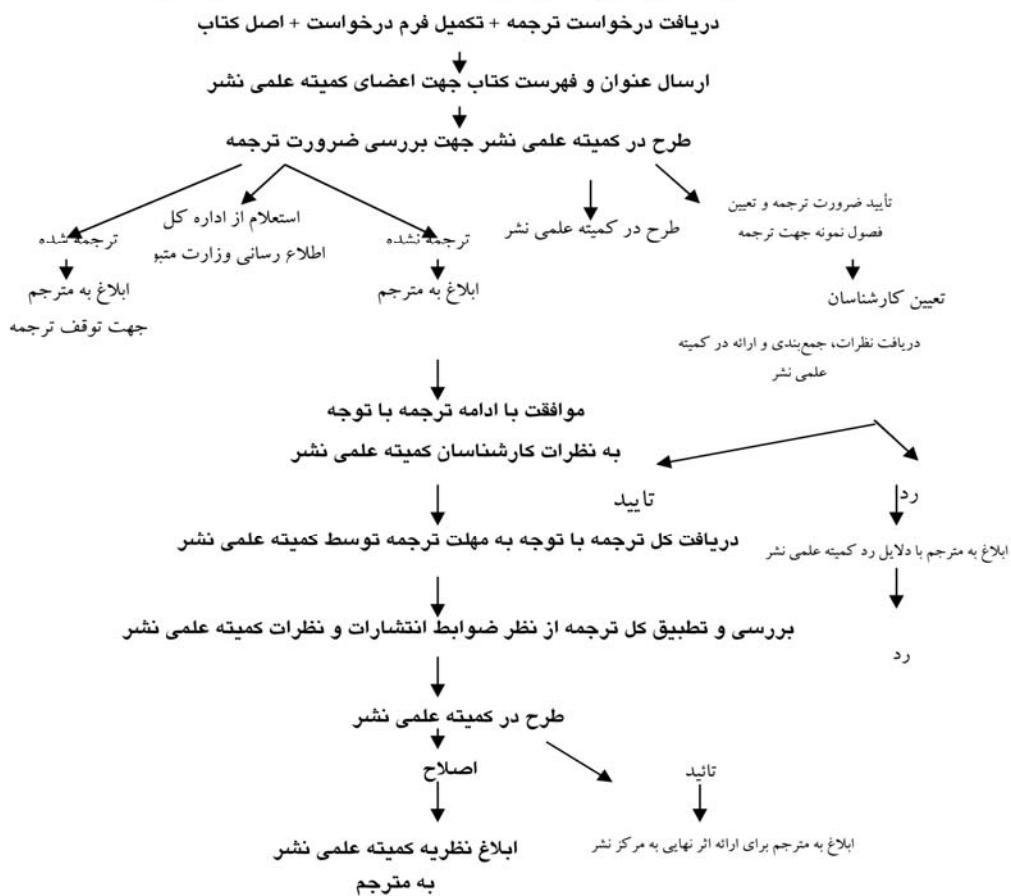 دریافت درخواست ترجمه + تکمیل فرم درخواست + اصل کتاب
ارسال عنوان و فهرست کتاب جهت اعضای کمیته علمی نشر
طرح در کمیته علمی نشر جهت بررسی ضرورت ترجمه
تأیید ضرورت ترجمه و تعیین
فصول نمونه جهت ترجمه
طرح در کمیته علمی نشر
ترجمه نشده
استعلام از اداره کل
اطلاع رسانی وزارت متبو
ترجمه شده
تعیین کارشناسان
ابلاغ به مترجم
ابلاغ به مترجم
جهت توقف ترجمه
دریافت نظرات، جمع‌بندی و ارائه در کمیته
علمی نشر
موافقت با ادامه ترجمه با توجه
به نظرات کارشناسان کمیته علمی نشر
رد
تایید
دریافت کل ترجمه با توجه به مهلت ترجمه توسط کمیته علمی نشر
ابلاغ به مترجم با دلایل رد کمیته علمی نشر
بررسی و تطبیق کل ترجمه از نظر ضوابط انتشارات و نظرات کمیته علمی نشر
رد
طرح در کمیته علمی نشر
تائید
اصلاح
ابلاغ به مترجم برای ارائه اثر نهایی به مرکز نشر
ابلاغ نظریه کمیته علمی نشر
به مترجم